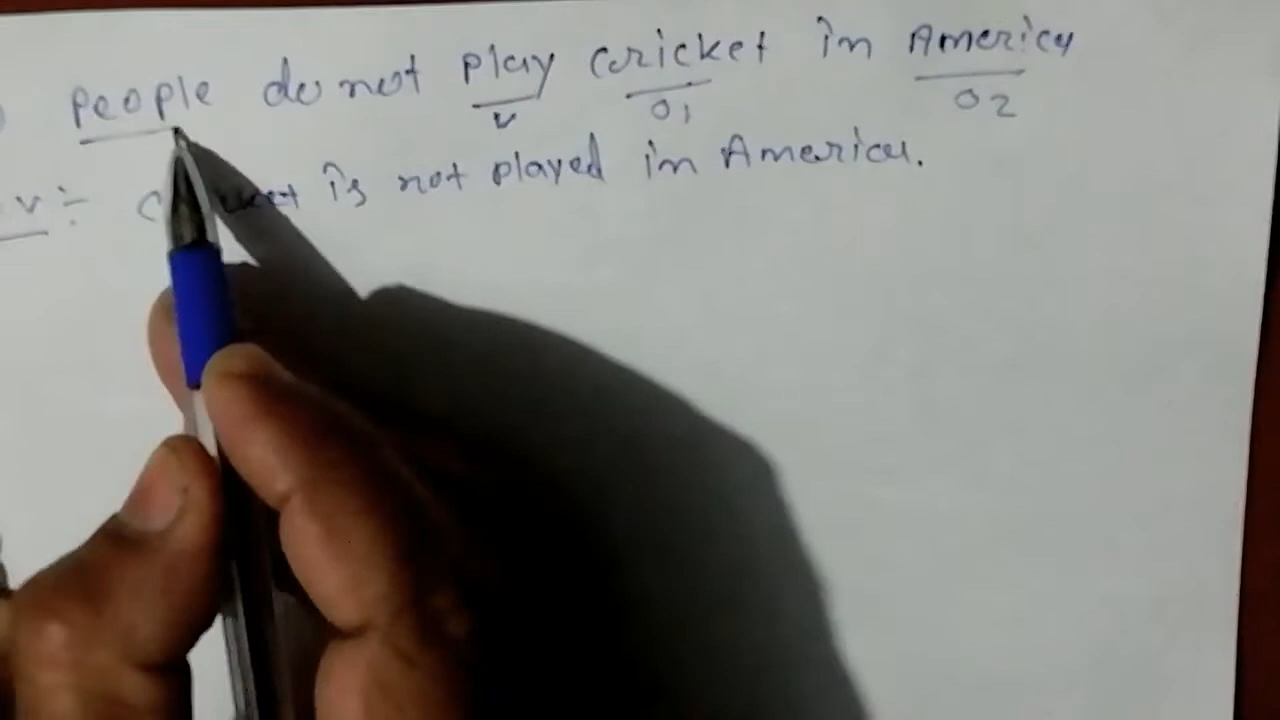 People do not play cricket in America
v O1 O2
v ÷ is not played in America.